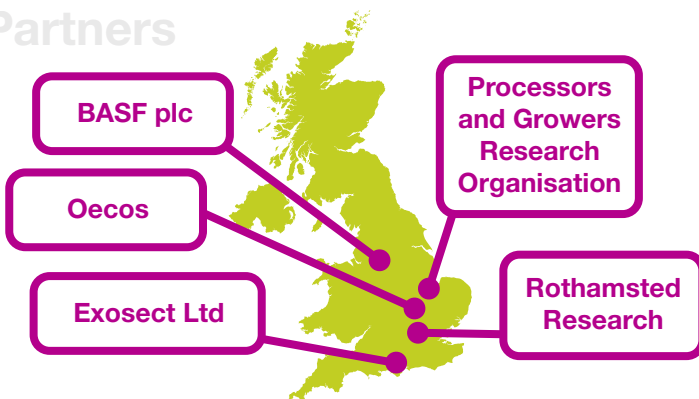 Partners
BASF plc
Processors
and Growers
Research
Organisation
Oecos
Exosect Ltd
Rothamsted
Research